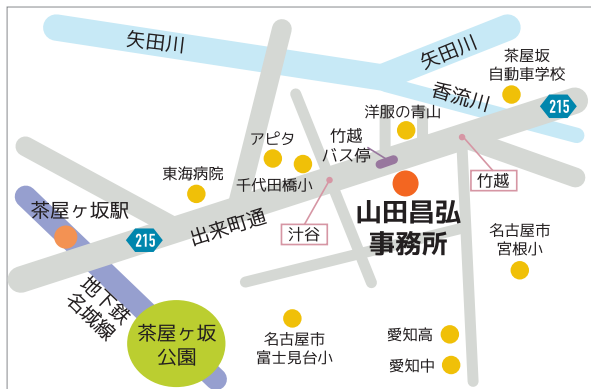 矢田川
矢田川
香流川
茶屋坂
自動車学校
215
洋服の青山
竹越
バス停
アピタ
千代田橋小
東海病院
竹越
汁谷
山田昌弘
事務所
茶屋ヶ坂駅
215
出来町通
名古屋市
宮根小
地下鉄
名城線
茶屋ヶ坂
公園
名古屋市
富士見台小
愛知高
愛知中